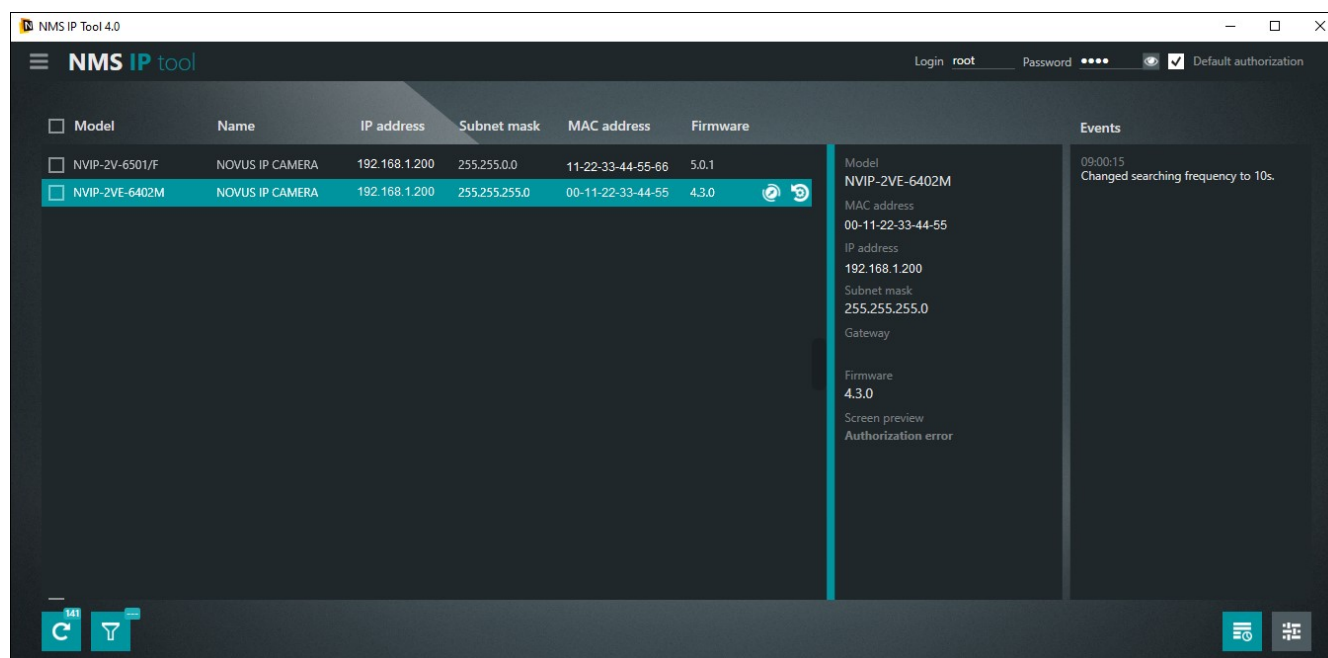 NMS IP Tool 4.0
NMS IP tool
Login root Password •••• Default authorization
Model Name IP address Subnet mask MAC address Firmware Events
NVIP-2V-6501/F NOVUS IP CAMERA 192.168.1.200 255.255.0.0 11-22-33-44-55-66 5.0.1
NVIP-2VE-6402M NOVUS IP CAMERA 192.168.1.200 255.255.255.0 00-11-22-33-44-55 4.3.0
Model
NVIP-2VE-6402M
MAC address
00-11-22-33-44-55
IP address
192.168.1.200
Subnet mask
255.255.255.0
Gateway
Firmware
4.3.0
Screen preview
Authorization error
09:00:15
Changed searching frequency to 10s.
141
---